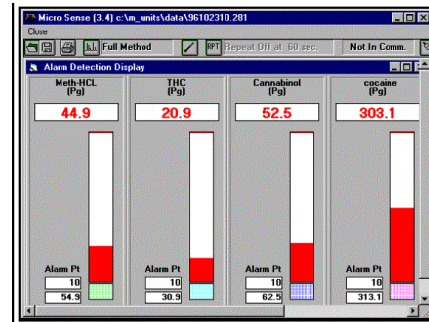 Micro Sense (3.4) c:\m_units\data\96102310.281
Close
Full Method RPT Repeat Off at 60 sec. Not In Comm.
Alarm Detection Display
Meth-HCL THC Cannabinol cocaine
(Pg) (Pg) (Pg) (Pg)
44.9 20.9 52.5 303.1
Alarm Pt Alarm Pt Alarm Pt Alarm Pt
10 10 10 10
54.9 30.9 62.5 313.1